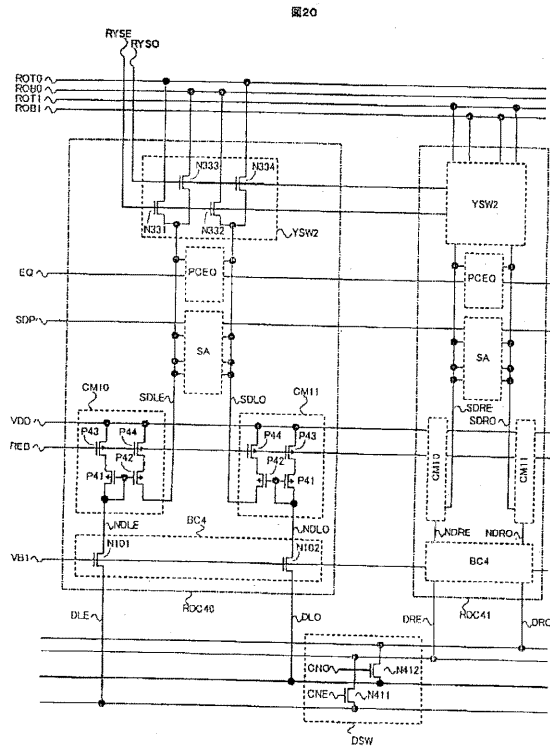 図20
RYSE
RYSO
ROT0
ROB0
ROT1
ROB1
N333
N334
N331
N332
YSW2
YSW2
EQ
PCEQ
PCEQ
SDP
SA
SA
SDLE
SDLO
SDRE
SDRO
CM10
CM11
VDD
P43
P44
P44
P43
REB
P41
P42
P42
P41
CM10
CM11
NDLE
NDLO
NDRE
NDRO
BC4
VB1
N101
N102
BC4
RDC40
RDC41
DLE
DLO
DRE
DRO
CNO
N412
CNE
N411
DSW